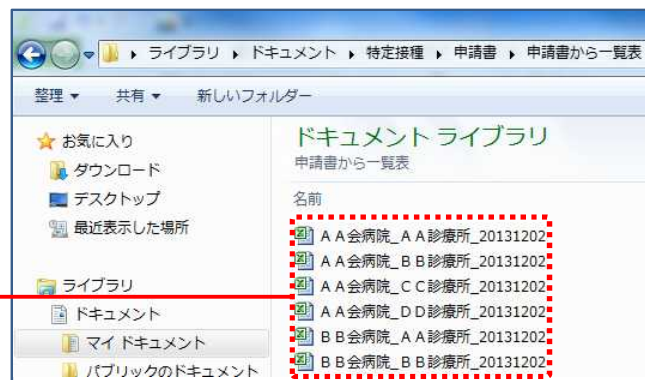 ライブラリ ▸ ドキュメント ▸ 特定接種 ▸ 申請書 ▸ 申請書から一覧表
整理 ▼ 共有 ▼ 新しいフォルダー
お気に入り
ダウンロード
デスクトップ
最近表示した場所
ライブラリ
ドキュメント
マイ ドキュメント
パブリックのドキュメント
ドキュメント ライブラリ
申請書から一覧表
名前
ＡＡ会病院_ＡＡ診療所_20131202
ＡＡ会病院_ＢＢ診療所_20131202
ＡＡ会病院_ＣＣ診療所_20131202
ＡＡ会病院_ＤＤ診療所_20131202
ＢＢ会病院_ＡＡ診療所_20131202
ＢＢ会病院_ＢＢ診療所_20131202